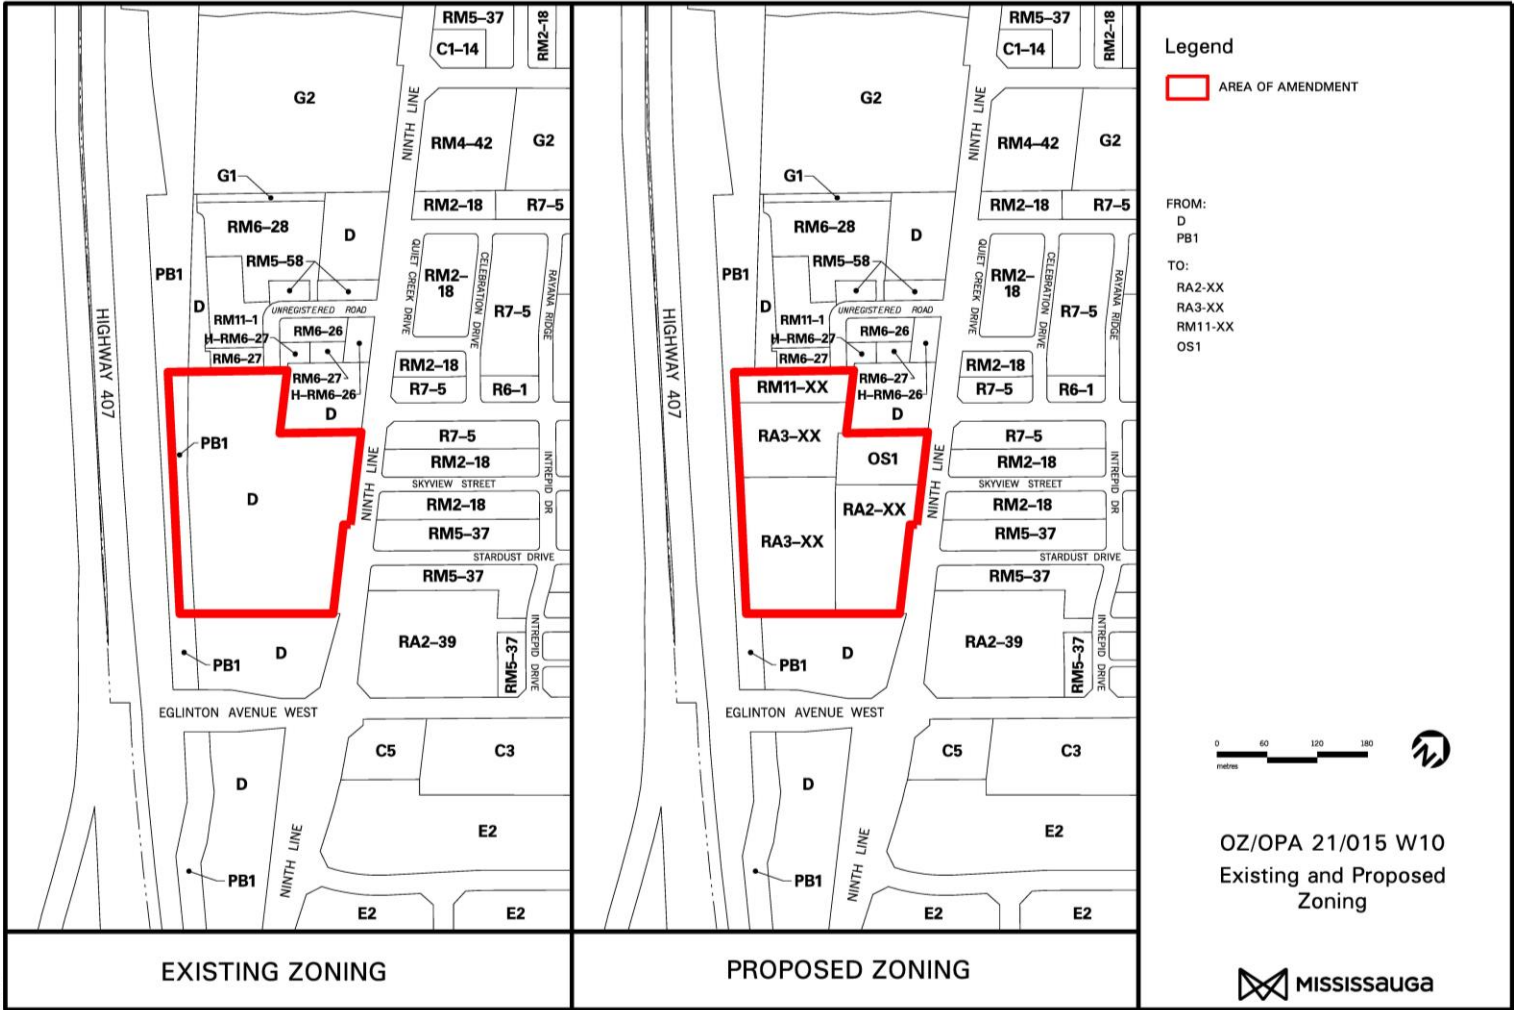 RM5–37
C1–14
RM2–18
G2
NINTH LINE
RM4–42
G2
G1
RM2–18
R7–5
RM6–28
D
RM5–58
PB1
D
QUIET CREEK DRIVE
RM2–
18
CELEBRATION DRIVE
R7–5
RAYANA RIDGE
UNREGISTERED ROAD
RM11–1
RM6–26
H–RM6–27
RM6–27
HIGHWAY 407
RM2–18
R7–5
R6–1
RM6–27
H–RM6–26
D
PB1
R7–5
RM2–18
SKYVIEW STREET
INTREPID DR
NINTH LINE
D
RM2–18
RM5–37
STARDUST DRIVE
RM5–37
RA2–39
RM5–37
INTREPID DRIVE
D
PB1
EGLINTON AVENUE WEST
C5
C3
D
E2
NINTH LINE
PB1
E2
E2
EXISTING ZONING
RM5–37
C1–14
RM2–18
G2
NINTH LINE
RM4–42
G2
G1
RM2–18
R7–5
RM6–28
D
RM5–58
PB1
D
QUIET CREEK DRIVE
RM2–
18
CELEBRATION DRIVE
R7–5
RAYANA RIDGE
UNREGISTERED ROAD
RM11–1
RM6–26
H–RM6–27
RM6–27
HIGHWAY 407
RM2–18
R7–5
R6–1
RM6–27
H–RM6–26
D
RM11–XX
RA3–XX
OS1
R7–5
RM2–18
SKYVIEW STREET
INTREPID DR
NINTH LINE
RA2–XX
RA3–XX
RM2–18
RM5–37
STARDUST DRIVE
RM5–37
RA2–39
RM5–37
INTREPID DRIVE
D
PB1
EGLINTON AVENUE WEST
C5
C3
D
E2
NINTH LINE
PB1
E2
E2
PROPOSED ZONING
Legend
AREA OF AMENDMENT
FROM:
D
PB1
TO:
RA2-XX
RA3-XX
RM11-XX
OS1
0 60 120 180
metres
N
OZ/OPA 21/015 W10
Existing and Proposed
Zoning
MISSISSAUGA